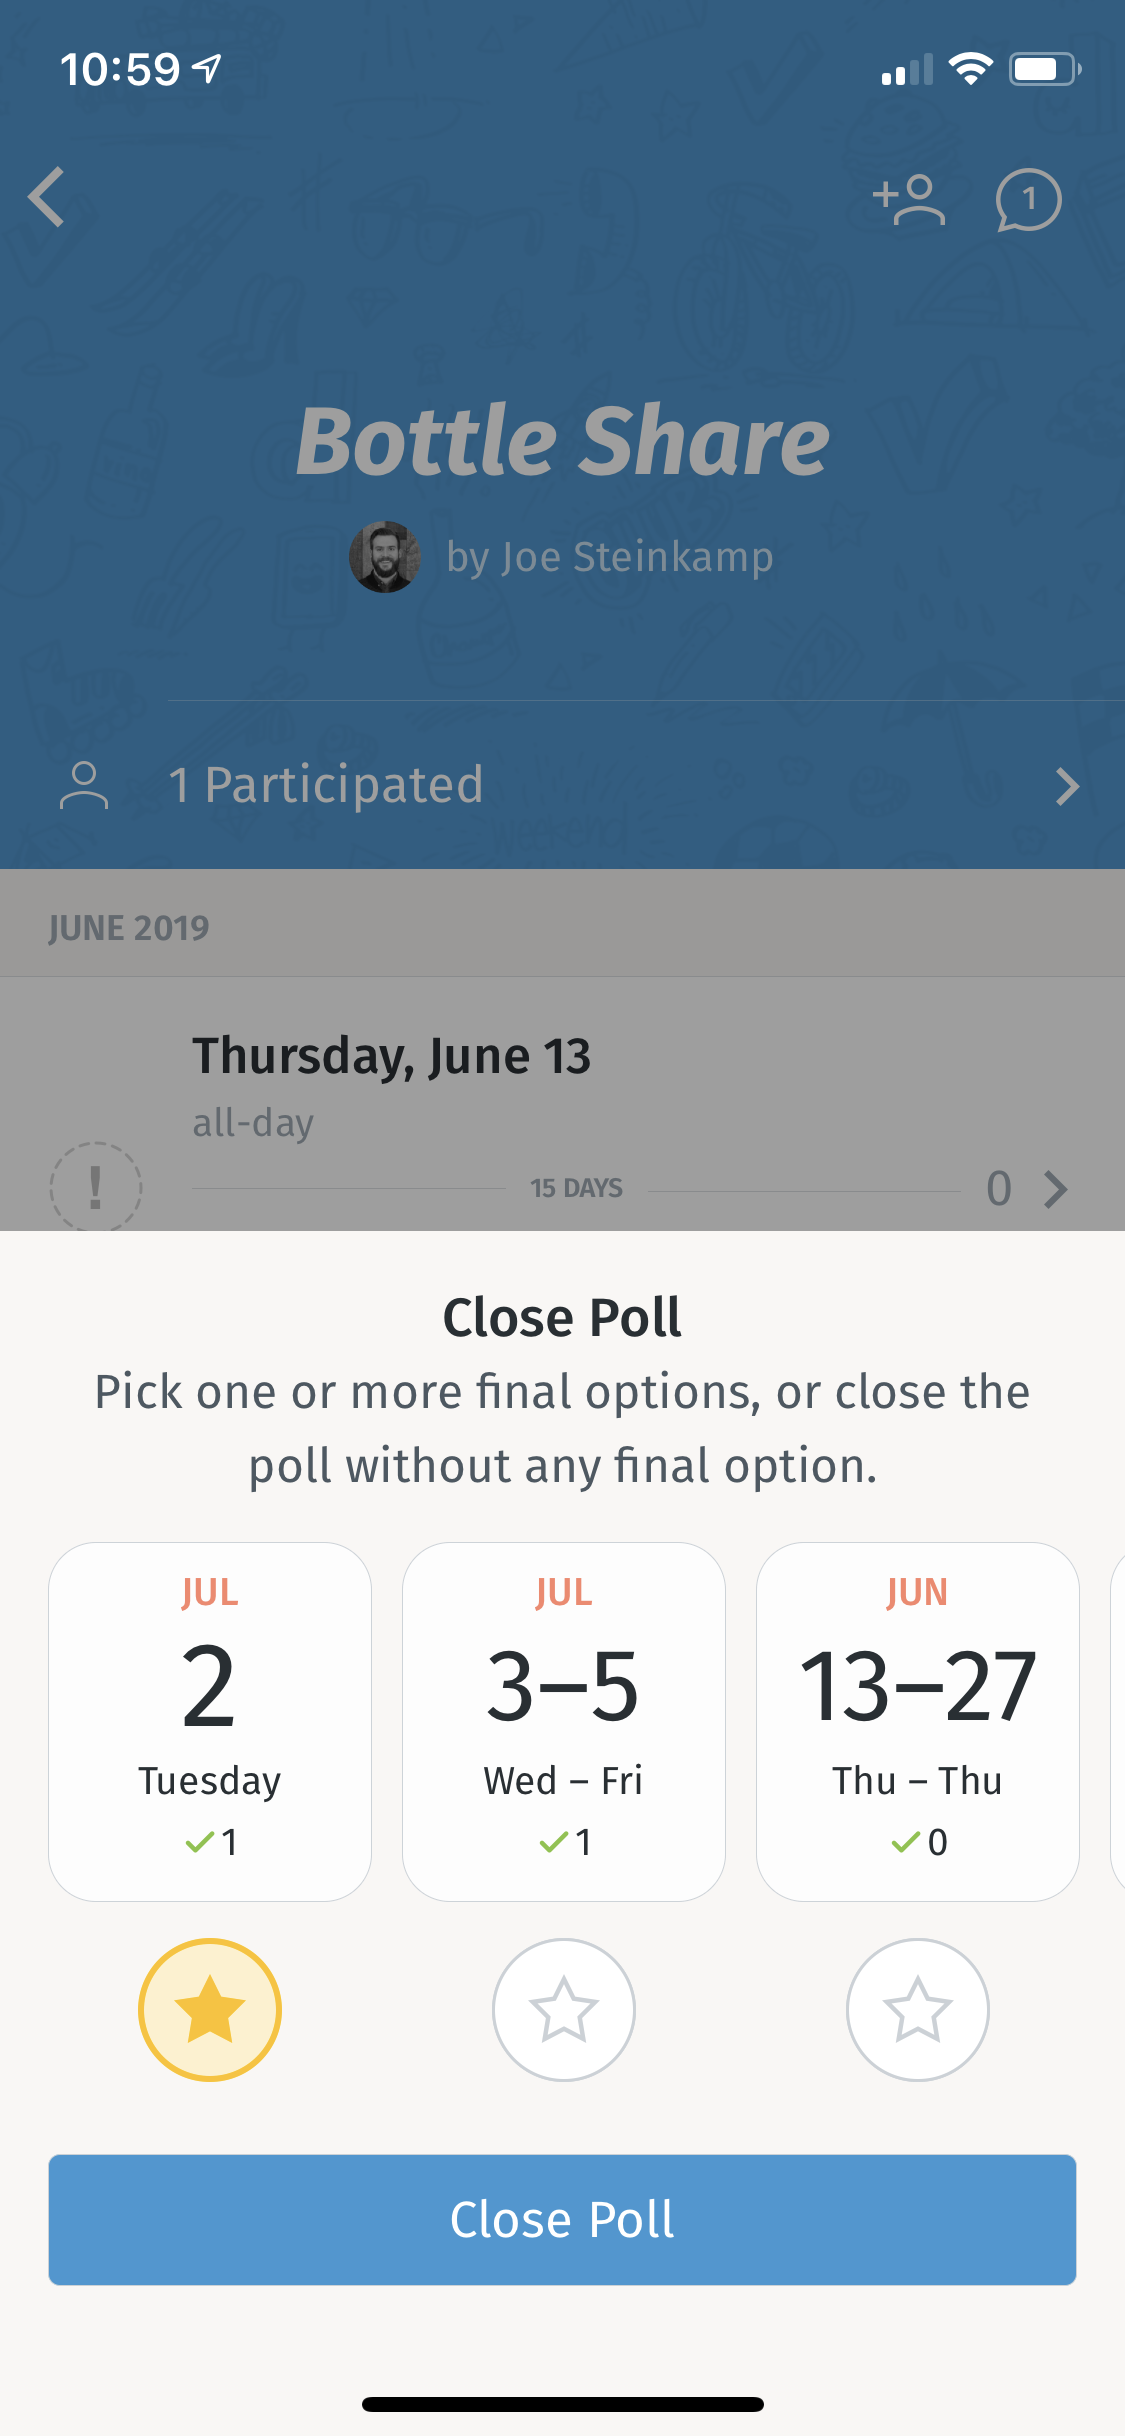 10:59
1
Bottle Share
by Joe Steinkamp
1 Participated
JUNE 2019
Thursday, June 13
all-day
!
15 DAYS
0
Close Poll
Pick one or more final options, or close the
poll without any final option.
JUL
2
Tuesday
1
JUL
3–5
Wed – Fri
1
JUN
13–27
Thu – Thu
0
Close Poll